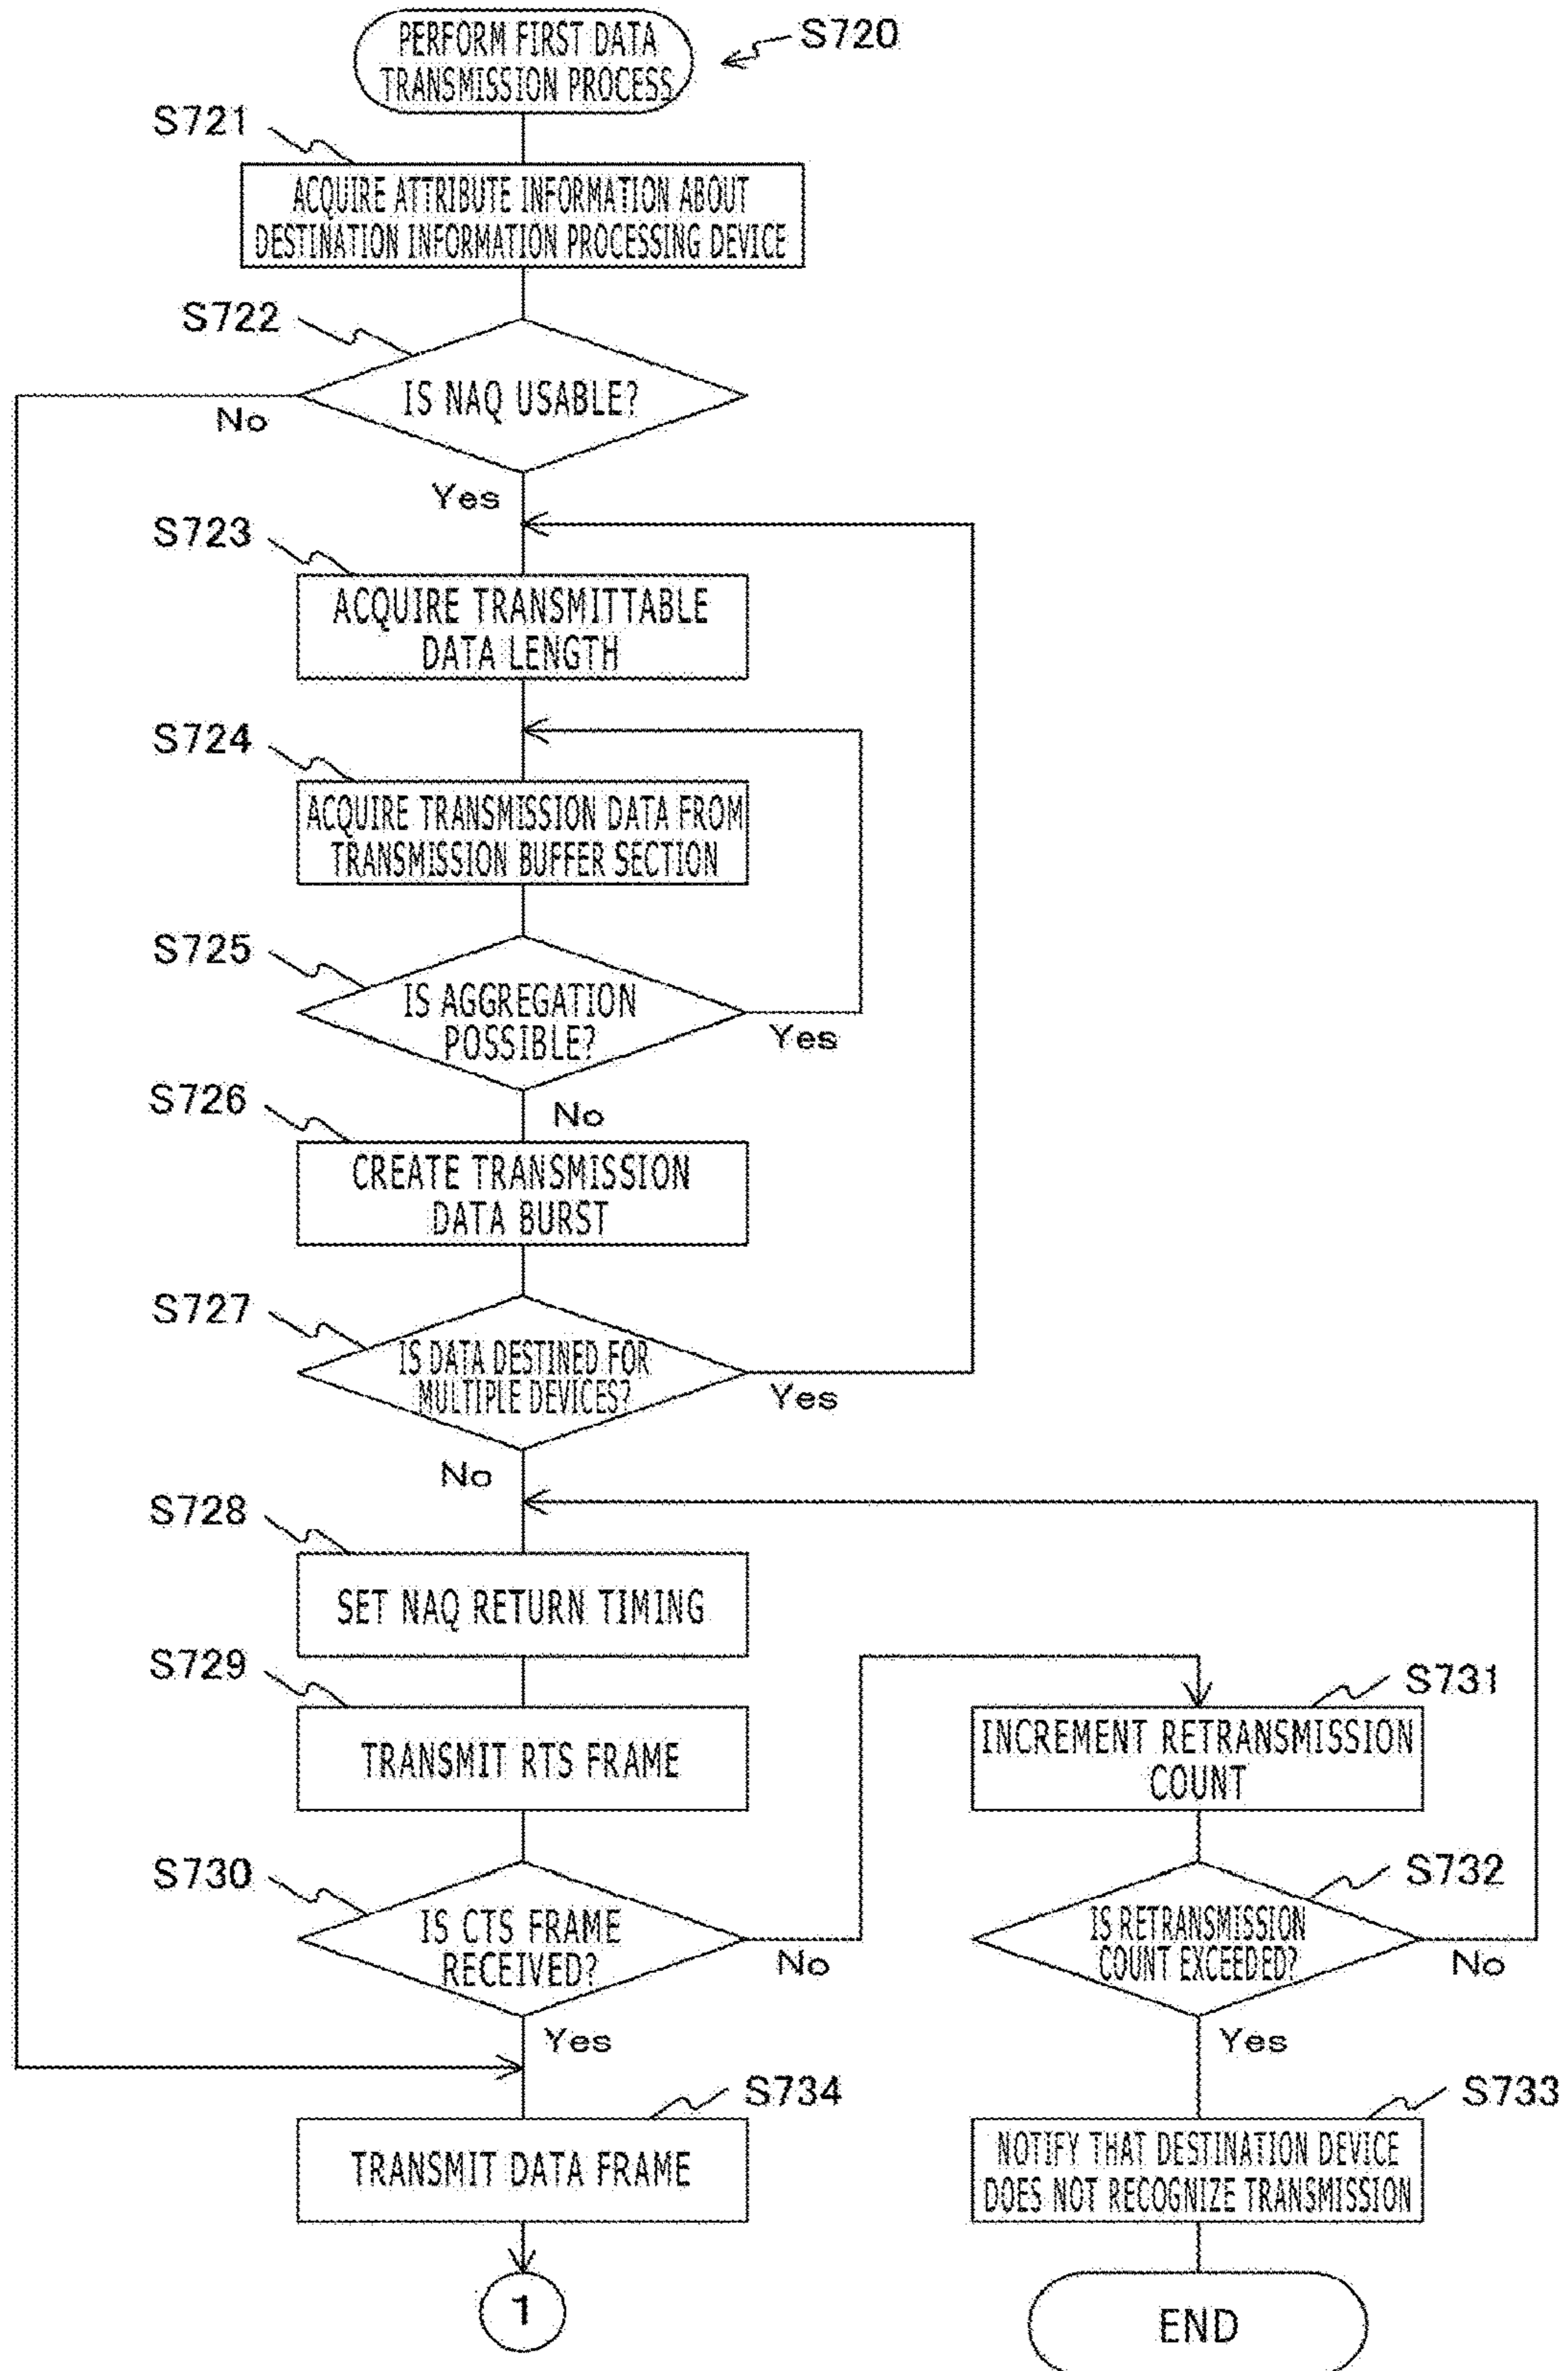 PERFORM FIRST DATA
TRANSMISSION PROCESS
S720
S721
ACQUIRE ATTRIBUTE INFORMATION ABOUT
DESTINATION INFORMATION PROCESSING DEVICE
S722
IS NAQ USABLE?
No
Yes
S723
ACQUIRE TRANSMITTABLE
DATA LENGTH
S724
ACQUIRE TRANSMISSION DATA FROM
TRANSMISSION BUFFER SECTION
S725
IS AGGREGATION
POSSIBLE?
Yes
No
S726
CREATE TRANSMISSION
DATA BURST
S727
IS DATA DESTINED FOR
MULTIPLE DEVICES?
Yes
No
S728
SET NAQ RETURN TIMING
S729
TRANSMIT RTS FRAME
S730
IS CTS FRAME
RECEIVED?
No
Yes
S731
INCREMENT RETRANSMISSION
COUNT
S732
IS RETRANSMISSION
COUNT EXCEEDED?
No
Yes
S734
TRANSMIT DATA FRAME
1
S733
NOTIFY THAT DESTINATION DEVICE
DOES NOT RECOGNIZE TRANSMISSION
END